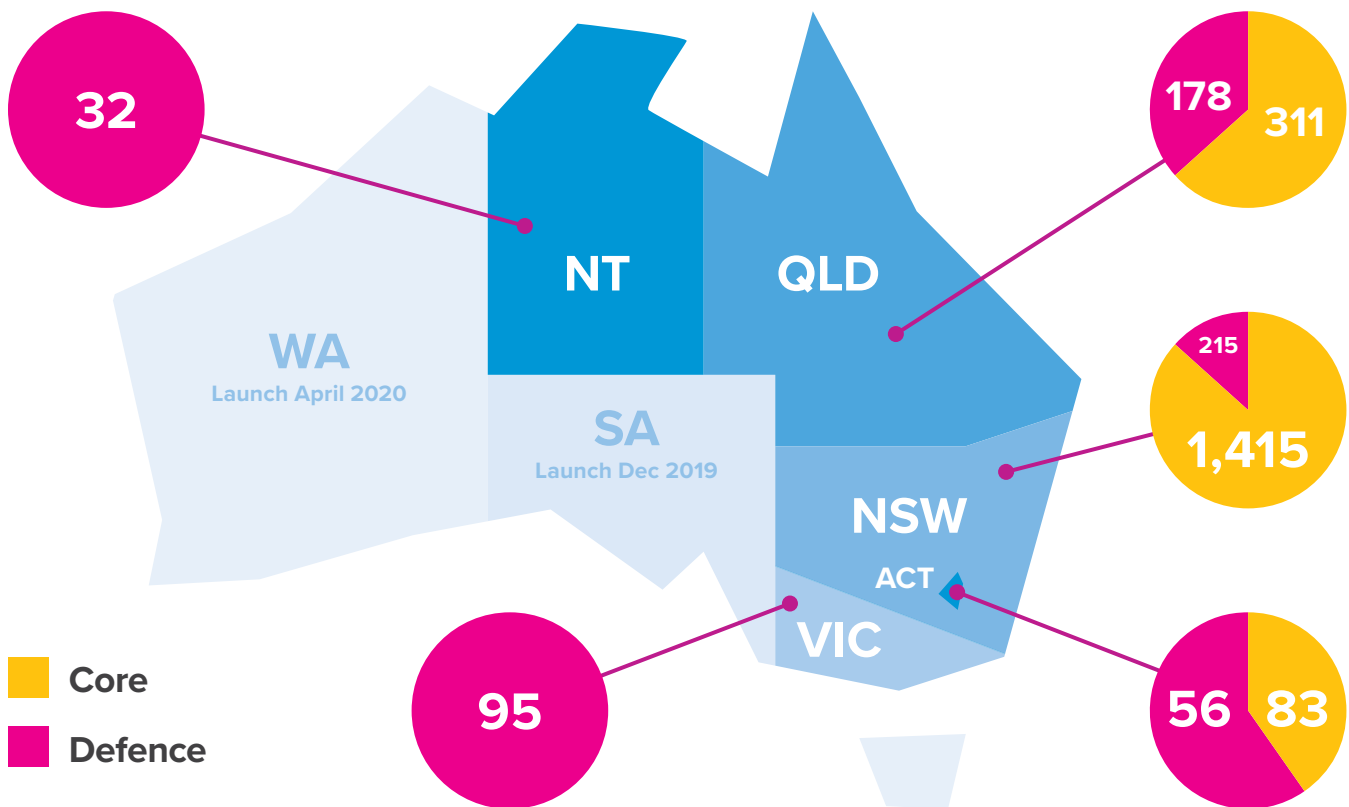 32
178
311
NT
QLD
WA
Launch April 2020
215
1,415
SA
Launch Dec 2019
NSW
ACT
VIC
95
56
83
Core
Defence